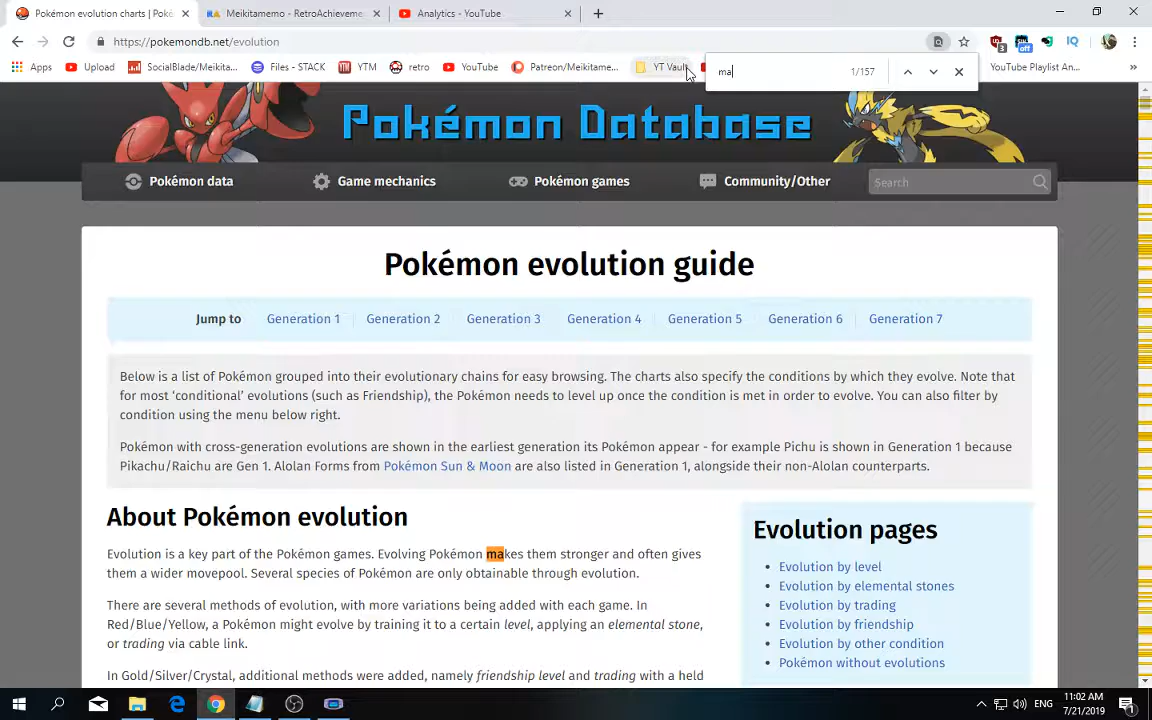 Pokémon evolution charts | Poké
Meikitamemo - RetroAchieveme
Analytics - YouTube
https://pokemondb.net/evolution
3
off
IQ
Apps
Upload
SocialBlade/Meikita...
Files - STACK
YTM
retro
YouTube
Patreon/Meikitame...
YT Vault
YouTube Playlist An...
ma
1/157
Pokémon Database
Pokémon data
Game mechanics
Pokémon games
Community/Other
Search
Pokémon evolution guide
Jump to
Generation 1
Generation 2
Generation 3
Generation 4
Generation 5
Generation 6
Generation 7
Below is a list of Pokémon grouped into their evolutionary chains for easy browsing. The charts also specify the conditions by which they evolve. Note that
for most ‘conditional’ evolutions (such as Friendship), the Pokémon needs to level up once the condition is met in order to evolve. You can also filter by
condition using the menu below right.
Pokémon with cross-generation evolutions are shown in the earliest generation its Pokémon appear - for example Pichu is shown in Generation 1 because
Pikachu/Raichu are Gen 1. Alolan Forms from Pokémon Sun & Moon are also listed in Generation 1, alongside their non-Alolan counterparts.
About Pokémon evolution
Evolution is a key part of the Pokémon games. Evolving Pokémon makes them stronger and often gives
them a wider movepool. Several species of Pokémon are only obtainable through evolution.
There are several methods of evolution, with more variations being added with each game. In
Red/Blue/Yellow, a Pokémon might evolve by training it to a certain level, applying an elemental stone,
or trading via cable link.
In Gold/Silver/Crystal, additional methods were added, namely friendship level and trading with a held
Evolution pages
Evolution by level
Evolution by elemental stones
Evolution by trading
Evolution by friendship
Evolution by other condition
Pokémon without evolutions
ENG
11:02 AM
7/21/2019
1